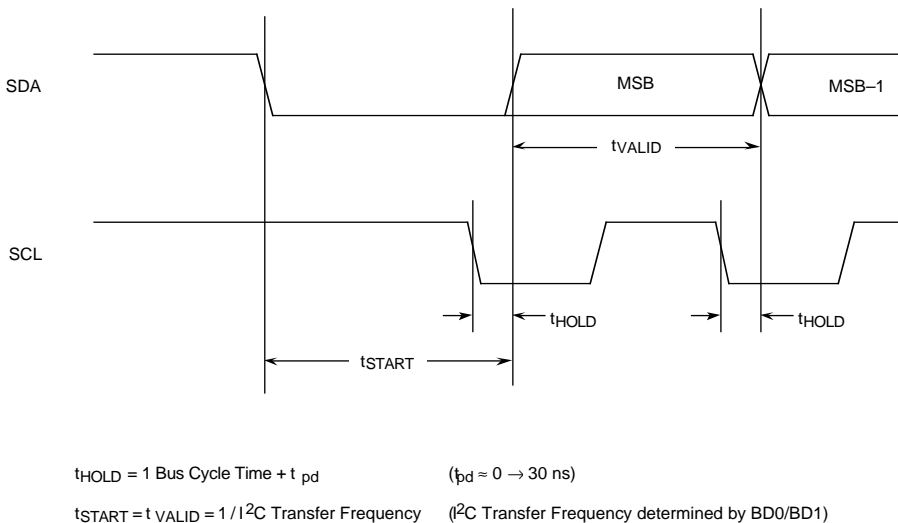 SDA
MSB
MSB–1
tVALID
SCL
tHOLD
tHOLD
tSTART
tHOLD = 1 Bus Cycle Time + t pd (tpd ≈ 0 → 30 ns)
tSTART = t VALID = 1 / I²C Transfer Frequency (I²C Transfer Frequency determined by BD0/BD1)